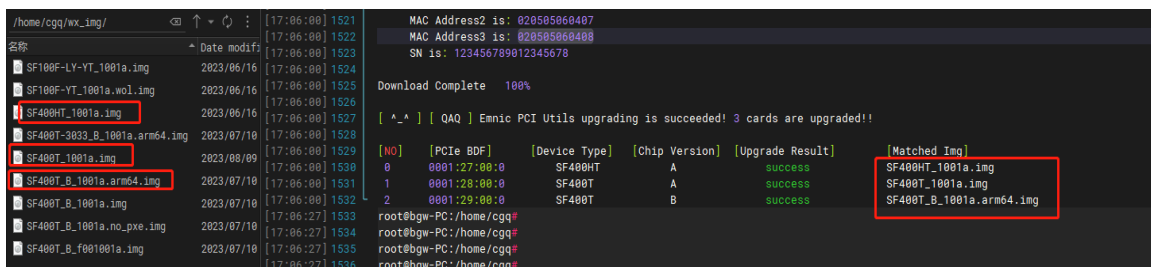 /home/cgq/wx_img/
名称 Date modifi
SF100F-LY-YT_1001a.img 2023/06/16
SF100F-YT_1001a.wol.img 2023/06/16
SF400HT_1001a.img 2023/06/16
SF400T-3033_B_1001a.arm64.img 2023/07/10
SF400T_1001a.img 2023/08/09
SF400T_B_1001a.arm64.img 2023/07/10
SF400T_B_1001a.img 2023/07/10
SF400T_B_1001a.no_pxe.img 2023/07/10
SF400T_B_f001001a.img 2023/07/10
[17:06:00] 1521 MAC Address2 is: 020505060407
[17:06:00] 1522 MAC Address3 is: 020505060408
[17:06:00] 1523 SN is: 123456789012345678
[17:06:00] 1524
[17:06:00] 1525 Download Complete 100%
[17:06:00] 1526
[17:06:00] 1527 [ ^_^ ] [ QAQ ] Emnic PCI Utils upgrading is succeeded! 3 cards are upgraded!!
[17:06:00] 1528
[17:06:00] 1529 [NO] [PCIe BDF] [Device Type] [Chip Version] [Upgrade Result] [Matched Img]
[17:06:00] 1530 0 0001:27:00:0 SF400HT A success SF400HT_1001a.img
[17:06:00] 1531 1 0001:28:00:0 SF400T A success SF400T_1001a.img
[17:06:00] 1532 2 0001:29:00:0 SF400T B success SF400T_B_1001a.arm64.img
[17:06:27] 1533 root@bgw-PC:/home/cgq#
[17:06:27] 1534 root@bgw-PC:/home/cgq#
[17:06:27] 1535 root@bgw-PC:/home/cgq#
[17:06:27] 1536 root@bgw-PC:/home/cgq#